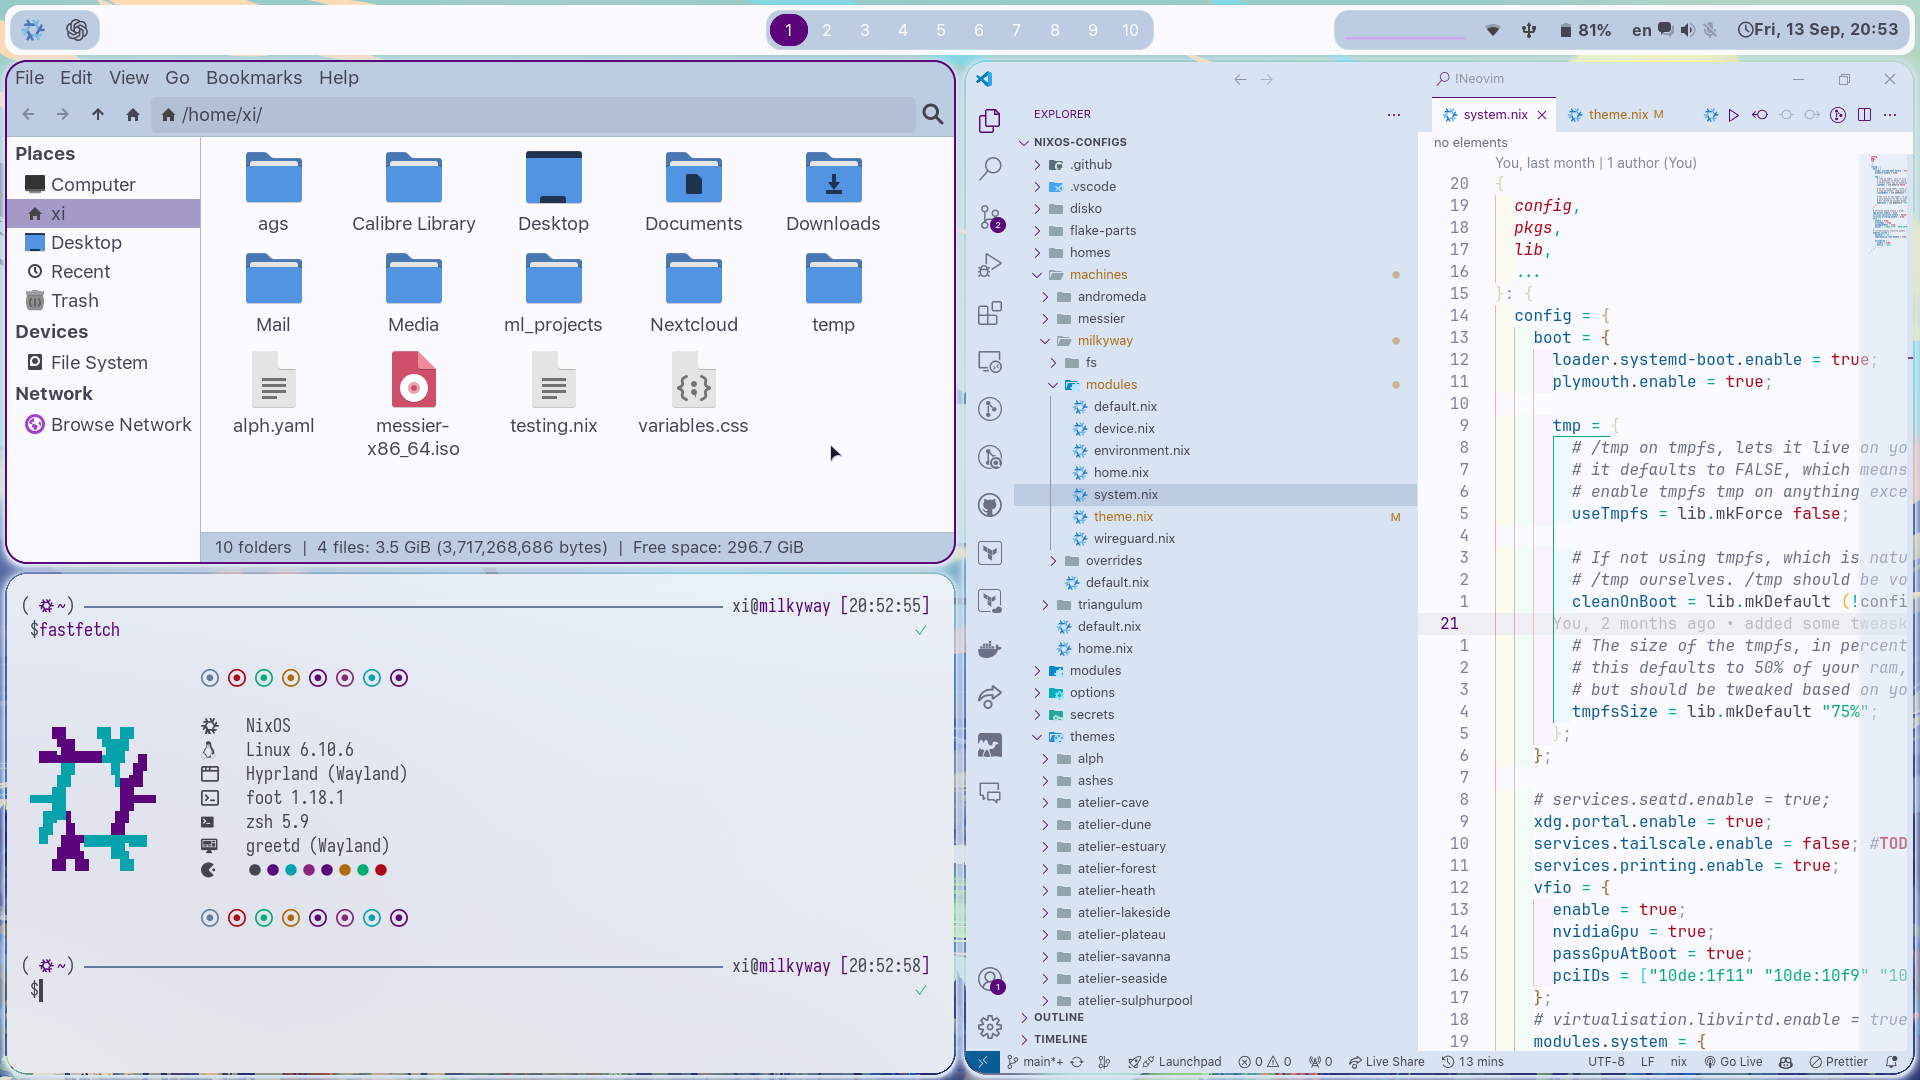 1 2 3 4 5 6 7 8 9 10
81% en Fri, 13 Sep, 20:53
File Edit View Go Bookmarks Help
/home/xi/
Places
Computer
xi
Desktop
Recent
Trash
Devices
File System
Network
Browse Network
ags Calibre Library Desktop Documents Downloads
Mail Media ml_projects Nextcloud temp
alph.yaml messier-x86_64.iso testing.nix variables.css
10 folders | 4 files: 3.5 GiB (3,717,268,686 bytes) | Free space: 296.7 GiB
( ~) xi@milkyway [20:52:55]
$fastfetch ✓
NixOS
Linux 6.10.6
Hyprland (Wayland)
foot 1.18.1
zsh 5.9
greetd (Wayland)
( ~) xi@milkyway [20:52:58]
$ ✓
!Neovim
EXPLORER ...
NIXOS-CONFIGS
.github
.vscode
disko
flake-parts
homes
machines
andromeda
messier
milkyway
fs
modules
default.nix
device.nix
environment.nix
home.nix
system.nix
theme.nix M
wireguard.nix
overrides
default.nix
triangulum
default.nix
home.nix
modules
options
secrets
themes
alph
ashes
atelier-cave
atelier-dune
atelier-estuary
atelier-forest
atelier-heath
atelier-lakeside
atelier-plateau
atelier-savanna
atelier-seaside
atelier-sulphurpool
OUTLINE
TIMELINE
2
1
system.nix theme.nix M ...
no elements
You, last month | 1 author (You)
20 {
19 config,
18 pkgs,
17 lib,
16 ...
15 }: {
14 config = {
13 boot = {
12 loader.systemd-boot.enable = true;
11 plymouth.enable = true;
10
9 tmp = {
8 # /tmp on tmpfs, lets it live on yo
7 # it defaults to FALSE, which means
6 # enable tmpfs tmp on anything exce
5 useTmpfs = lib.mkForce false;
4
3 # If not using tmpfs, which is natu
2 # /tmp ourselves. /tmp should be vo
1 cleanOnBoot = lib.mkDefault (!confi
21 You, 2 months ago • added some tweask
1 # The size of the tmpfs, in percent
2 # this defaults to 50% of your ram,
3 # but should be tweaked based on yo
4 tmpfsSize = lib.mkDefault "75%";
5 };
6 };
7
8 # services.seatd.enable = true;
9 xdg.portal.enable = true;
10 services.tailscale.enable = false; #TOD
11 services.printing.enable = true;
12 vfio = {
13 enable = true;
14 nvidiaGpu = true;
15 passGpuAtBoot = true;
16 pciIDs = ["10de:1f11" "10de:10f9" "10
17 };
18 # virtualisation.libvirtd.enable = true
19 modules.system = {
main*+ Launchpad 0 0 0 Live Share 13 mins UTF-8 LF nix Go Live Prettier